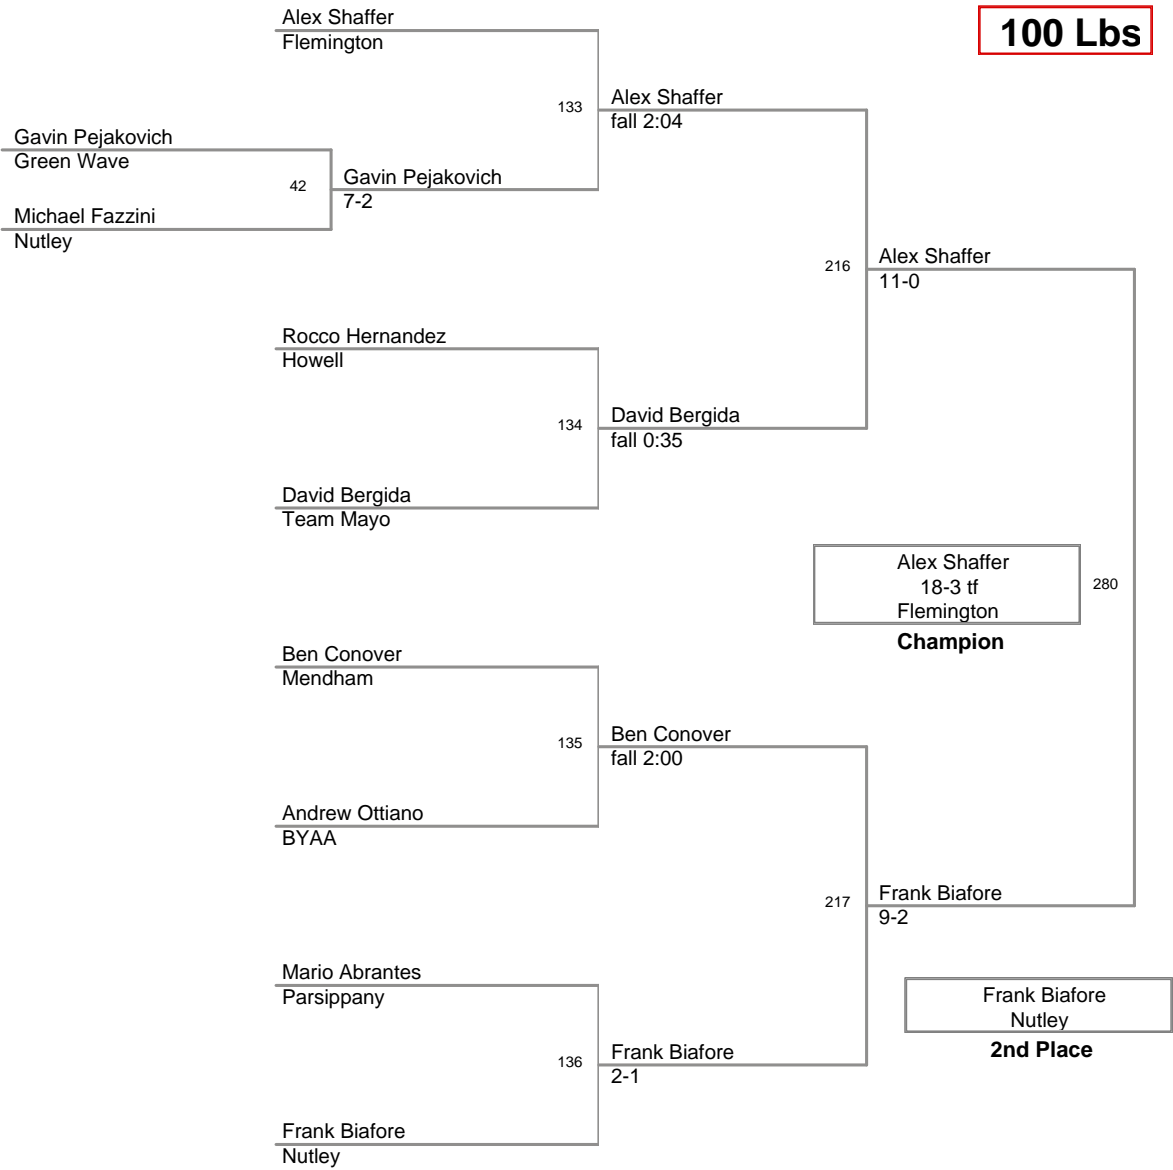 Alex Shaffer
Flemington
100 Lbs
133
Alex Shaffer
fall 2:04
Gavin Pejakovich
Green Wave
42
Gavin Pejakovich
7-2
Michael Fazzini
Nutley
216
Alex Shaffer
11-0
Rocco Hernandez
Howell
134
David Bergida
fall 0:35
David Bergida
Team Mayo
Alex Shaffer
18-3 tf
Flemington
280
Champion
Ben Conover
Mendham
135
Ben Conover
fall 2:00
Andrew Ottiano
BYAA
217
Frank Biafore
9-2
Mario Abrantes
Parsippany
Frank Biafore
Nutley
2nd Place
136
Frank Biafore
2-1
Frank Biafore
Nutley